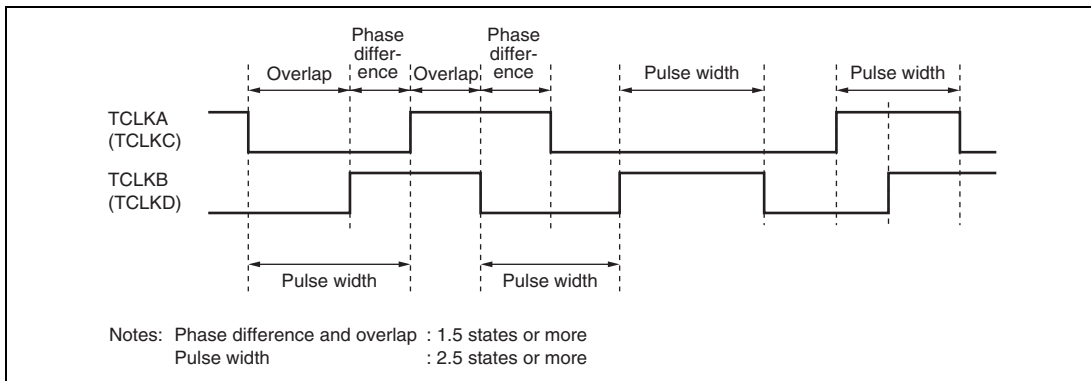 Phase
differ-
ence
Phase
differ-
ence
Overlap
Overlap
Pulse width
Pulse width
TCLKA
(TCLKC)
TCLKB
(TCLKD)
Pulse width
Pulse width
Notes: Phase difference and overlap : 1.5 states or more
Pulse width : 2.5 states or more